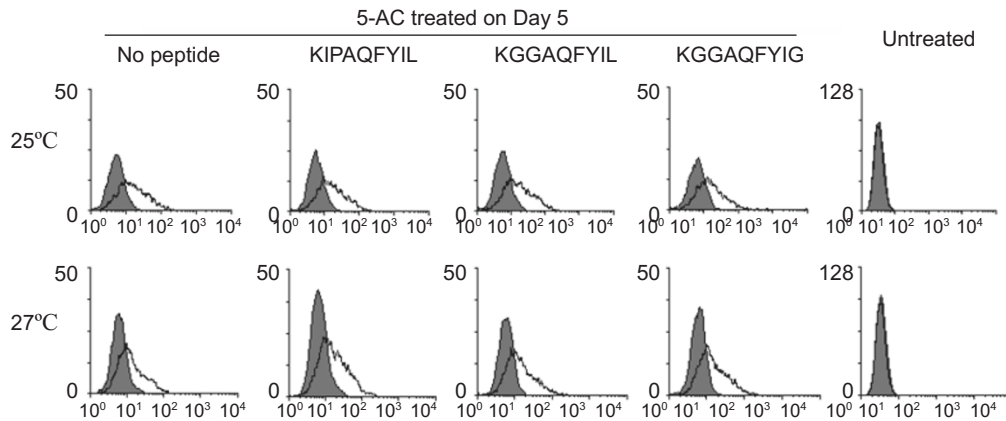 5-AC treated on Day 5
No peptide KIPAQFYIL KGGAQFYIL KGGAQFYIG Untreated
50 50 50 50 128
25ºC
0 0 0 0 0
10⁰ 10¹ 10² 10³ 10⁴ 10⁰ 10¹ 10² 10³ 10⁴ 10⁰ 10¹ 10² 10³ 10⁴ 10⁰ 10¹ 10² 10³ 10⁴ 10⁰ 10¹ 10² 10³ 10⁴
50 50 50 50 128
27ºC
0 0 0 0 0
10⁰ 10¹ 10² 10³ 10⁴ 10⁰ 10¹ 10² 10³ 10⁴ 10⁰ 10¹ 10² 10³ 10⁴ 10⁰ 10¹ 10² 10³ 10⁴ 10⁰ 10¹ 10² 10³ 10⁴